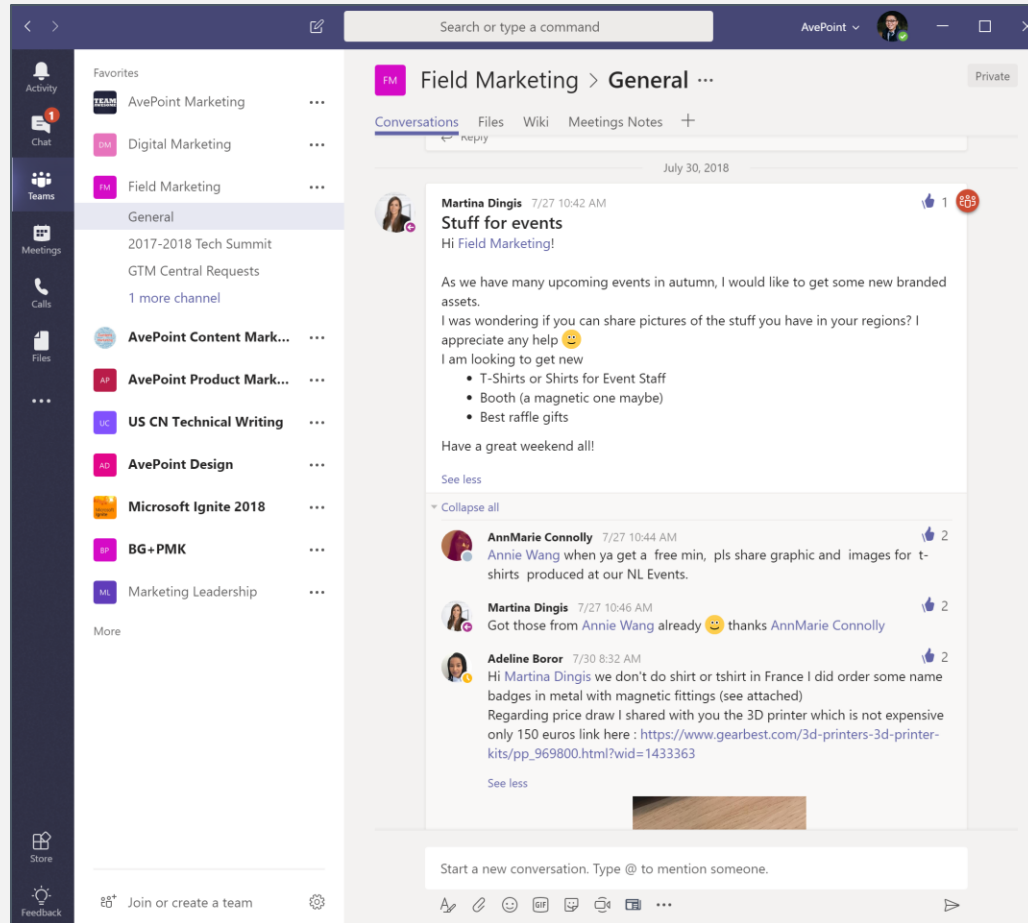 Search or type a command
AvePoint
Activity
1
Chat
Teams
Meetings
Calls
Files
Store
Feedback
Favorites
TEAM AWESOME
AvePoint Marketing
DM
Digital Marketing
FM
Field Marketing
General
2017-2018 Tech Summit
GTM Central Requests
1 more channel
AvePoint Content Mark...
AP
AvePoint Product Mark...
UC
US CN Technical Writing
AD
AvePoint Design
Microsoft Ignite 2018
BP
BG+PMK
ML
Marketing Leadership
More
Join or create a team
FM
Field Marketing > General ...
Private
Conversations Files Wiki Meetings Notes +
Reply
July 30, 2018
Martina Dingis 7/27 10:42 AM
1
Stuff for events
Hi Field Marketing!
As we have many upcoming events in autumn, I would like to get some new branded
assets.
I was wondering if you can share pictures of the stuff you have in your regions? I
appreciate any help
I am looking to get new
• T-Shirts or Shirts for Event Staff
• Booth (a magnetic one maybe)
• Best raffle gifts
Have a great weekend all!
See less
Collapse all
AnnMarie Connolly 7/27 10:44 AM
2
Annie Wang when ya get a free min, pls share graphic and images for t-
shirts produced at our NL Events.
Martina Dingis 7/27 10:46 AM
2
Got those from Annie Wang already 🙂 thanks AnnMarie Connolly
Adeline Boror 7/30 8:32 AM
2
Hi Martina Dingis we don't do shirt or tshirt in France I did order some name
badges in metal with magnetic fittings (see attached)
Regarding price draw I shared with you the 3D printer which is not expensive
only 150 euros link here : https://www.gearbest.com/3d-printers-3d-printer-
kits/pp_969800.html?wid=1433363
See less
Start a new conversation. Type @ to mention someone.
GIF